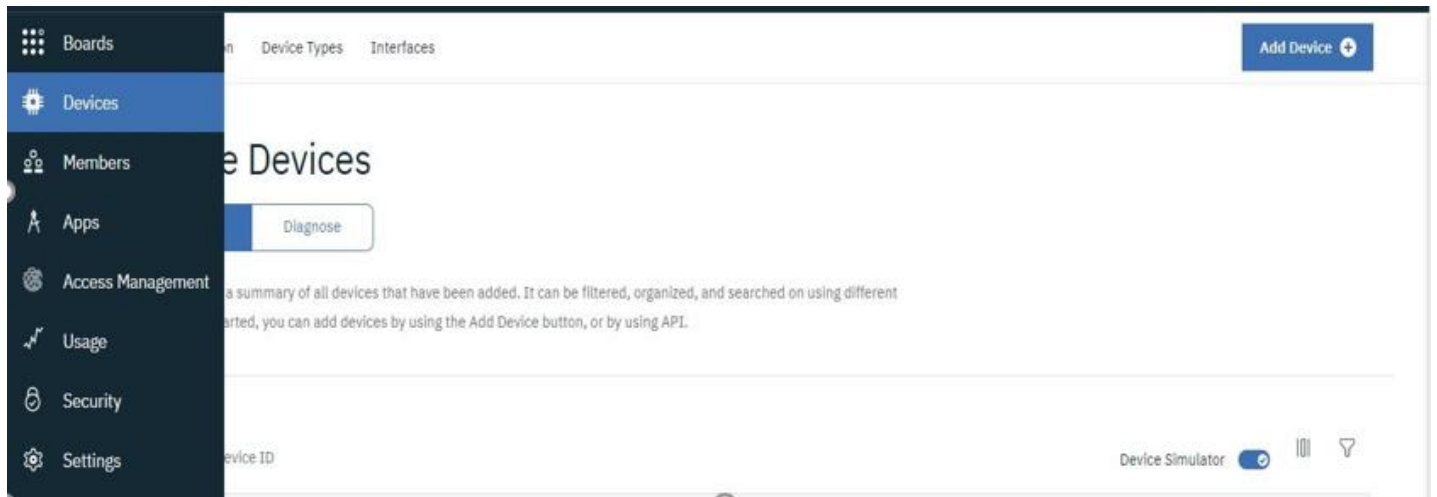 Boards
Devices
Members
Apps
Access Management
Usage
Security
Settings
n Device Types Interfaces
Add Device
e Devices
Diagnose
a summary of all devices that have been added. It can be filtered, organized, and searched on using different
arted, you can add devices by using the Add Device button, or by using API.
evice ID
Device Simulator